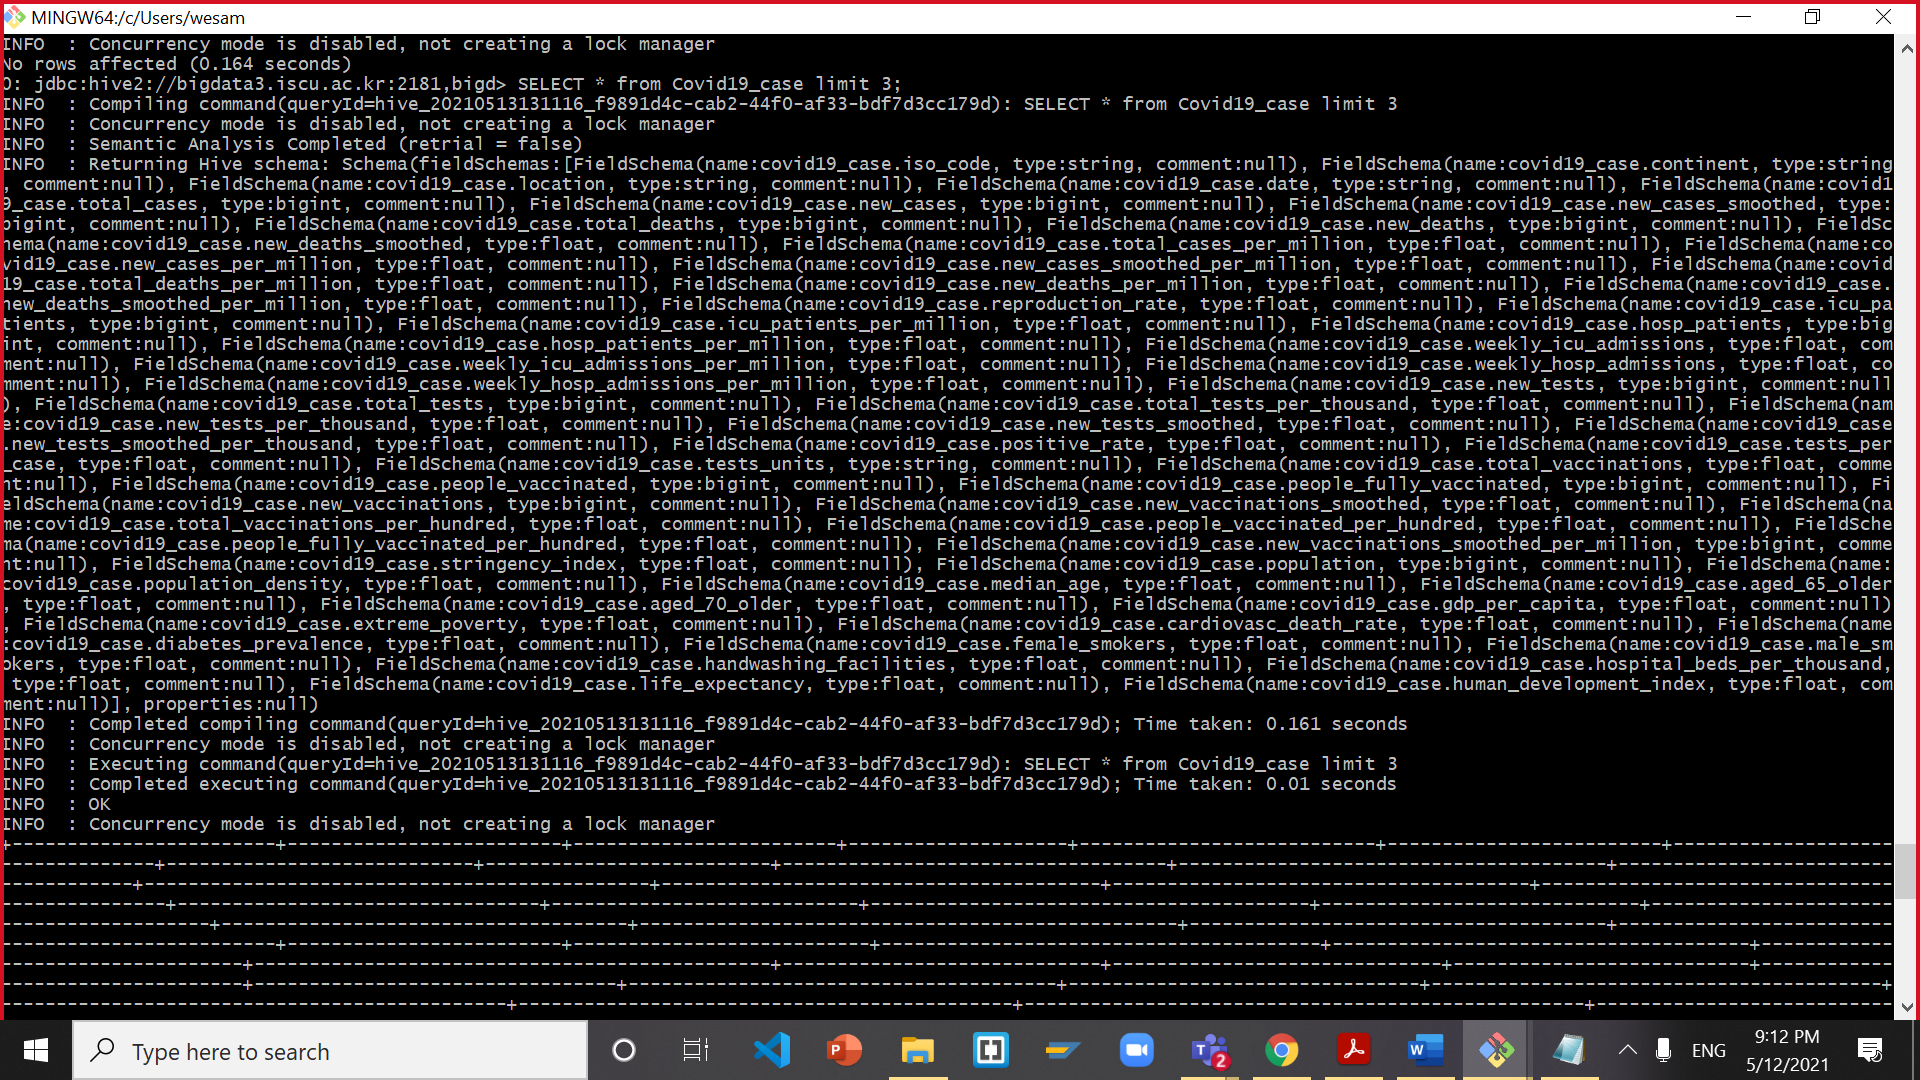 MINGW64:/c/Users/wesam
INFO  : Concurrency mode is disabled, not creating a lock manager
No rows affected (0.164 seconds)
0: jdbc:hive2://bigdata3.iscu.ac.kr:2181,bigd> SELECT * from Covid19_case limit 3;
INFO  : Compiling command(queryId=hive_20210513131116_f9891d4c-cab2-44f0-af33-bdf7d3cc179d): SELECT * from Covid19_case limit 3
INFO  : Concurrency mode is disabled, not creating a lock manager
INFO  : Semantic Analysis Completed (retrial = false)
INFO  : Returning Hive schema: Schema(fieldSchemas:[FieldSchema(name:covid19_case.iso_code, type:string, comment:null), FieldSchema(name:covid19_case.continent, type:string
, comment:null), FieldSchema(name:covid19_case.location, type:string, comment:null), FieldSchema(name:covid19_case.date, type:string, comment:null), FieldSchema(name:covid1
9_case.total_cases, type:bigint, comment:null), FieldSchema(name:covid19_case.new_cases, type:bigint, comment:null), FieldSchema(name:covid19_case.new_cases_smoothed, type:
bigint, comment:null), FieldSchema(name:covid19_case.total_deaths, type:bigint, comment:null), FieldSchema(name:covid19_case.new_deaths, type:bigint, comment:null), FieldSc
hema(name:covid19_case.new_deaths_smoothed, type:float, comment:null), FieldSchema(name:covid19_case.total_cases_per_million, type:float, comment:null), FieldSchema(name:co
vid19_case.new_cases_per_million, type:float, comment:null), FieldSchema(name:covid19_case.new_cases_smoothed_per_million, type:float, comment:null), FieldSchema(name:covid
19_case.total_deaths_per_million, type:float, comment:null), FieldSchema(name:covid19_case.new_deaths_per_million, type:float, comment:null), FieldSchema(name:covid19_case.
new_deaths_smoothed_per_million, type:float, comment:null), FieldSchema(name:covid19_case.reproduction_rate, type:float, comment:null), FieldSchema(name:covid19_case.icu_pa
tients, type:bigint, comment:null), FieldSchema(name:covid19_case.icu_patients_per_million, type:float, comment:null), FieldSchema(name:covid19_case.hosp_patients, type:big
int, comment:null), FieldSchema(name:covid19_case.hosp_patients_per_million, type:float, comment:null), FieldSchema(name:covid19_case.weekly_icu_admissions, type:float, com
ment:null), FieldSchema(name:covid19_case.weekly_icu_admissions_per_million, type:float, comment:null), FieldSchema(name:covid19_case.weekly_hosp_admissions, type:float, co
mment:null), FieldSchema(name:covid19_case.weekly_hosp_admissions_per_million, type:float, comment:null), FieldSchema(name:covid19_case.new_tests, type:bigint, comment:null
), FieldSchema(name:covid19_case.total_tests, type:bigint, comment:null), FieldSchema(name:covid19_case.total_tests_per_thousand, type:float, comment:null), FieldSchema(nam
e:covid19_case.new_tests_per_thousand, type:float, comment:null), FieldSchema(name:covid19_case.new_tests_smoothed, type:float, comment:null), FieldSchema(name:covid19_case
.new_tests_smoothed_per_thousand, type:float, comment:null), FieldSchema(name:covid19_case.positive_rate, type:float, comment:null), FieldSchema(name:covid19_case.tests_per
_case, type:float, comment:null), FieldSchema(name:covid19_case.tests_units, type:string, comment:null), FieldSchema(name:covid19_case.total_vaccinations, type:float, comme
nt:null), FieldSchema(name:covid19_case.people_vaccinated, type:bigint, comment:null), FieldSchema(name:covid19_case.people_fully_vaccinated, type:bigint, comment:null), Fi
eldSchema(name:covid19_case.new_vaccinations, type:bigint, comment:null), FieldSchema(name:covid19_case.new_vaccinations_smoothed, type:float, comment:null), FieldSchema(na
me:covid19_case.total_vaccinations_per_hundred, type:float, comment:null), FieldSchema(name:covid19_case.people_vaccinated_per_hundred, type:float, comment:null), FieldSche
ma(name:covid19_case.people_fully_vaccinated_per_hundred, type:float, comment:null), FieldSchema(name:covid19_case.new_vaccinations_smoothed_per_million, type:bigint, comme
nt:null), FieldSchema(name:covid19_case.stringency_index, type:float, comment:null), FieldSchema(name:covid19_case.population, type:bigint, comment:null), FieldSchema(name:
covid19_case.population_density, type:float, comment:null), FieldSchema(name:covid19_case.median_age, type:float, comment:null), FieldSchema(name:covid19_case.aged_65_older
, type:float, comment:null), FieldSchema(name:covid19_case.aged_70_older, type:float, comment:null), FieldSchema(name:covid19_case.gdp_per_capita, type:float, comment:null)
, FieldSchema(name:covid19_case.extreme_poverty, type:float, comment:null), FieldSchema(name:covid19_case.cardiovasc_death_rate, type:float, comment:null), FieldSchema(name
:covid19_case.diabetes_prevalence, type:float, comment:null), FieldSchema(name:covid19_case.female_smokers, type:float, comment:null), FieldSchema(name:covid19_case.male_sm
okers, type:float, comment:null), FieldSchema(name:covid19_case.handwashing_facilities, type:float, comment:null), FieldSchema(name:covid19_case.hospital_beds_per_thousand,
 type:float, comment:null), FieldSchema(name:covid19_case.life_expectancy, type:float, comment:null), FieldSchema(name:covid19_case.human_development_index, type:float, com
ment:null)], properties:null)
INFO  : Completed compiling command(queryId=hive_20210513131116_f9891d4c-cab2-44f0-af33-bdf7d3cc179d); Time taken: 0.161 seconds
INFO  : Concurrency mode is disabled, not creating a lock manager
INFO  : Executing command(queryId=hive_20210513131116_f9891d4c-cab2-44f0-af33-bdf7d3cc179d): SELECT * from Covid19_case limit 3
INFO  : Completed executing command(queryId=hive_20210513131116_f9891d4c-cab2-44f0-af33-bdf7d3cc179d); Time taken: 0.01 seconds
INFO  : OK
INFO  : Concurrency mode is disabled, not creating a lock manager
Type here to search
2
ENG
9:12 PM
5/12/2021